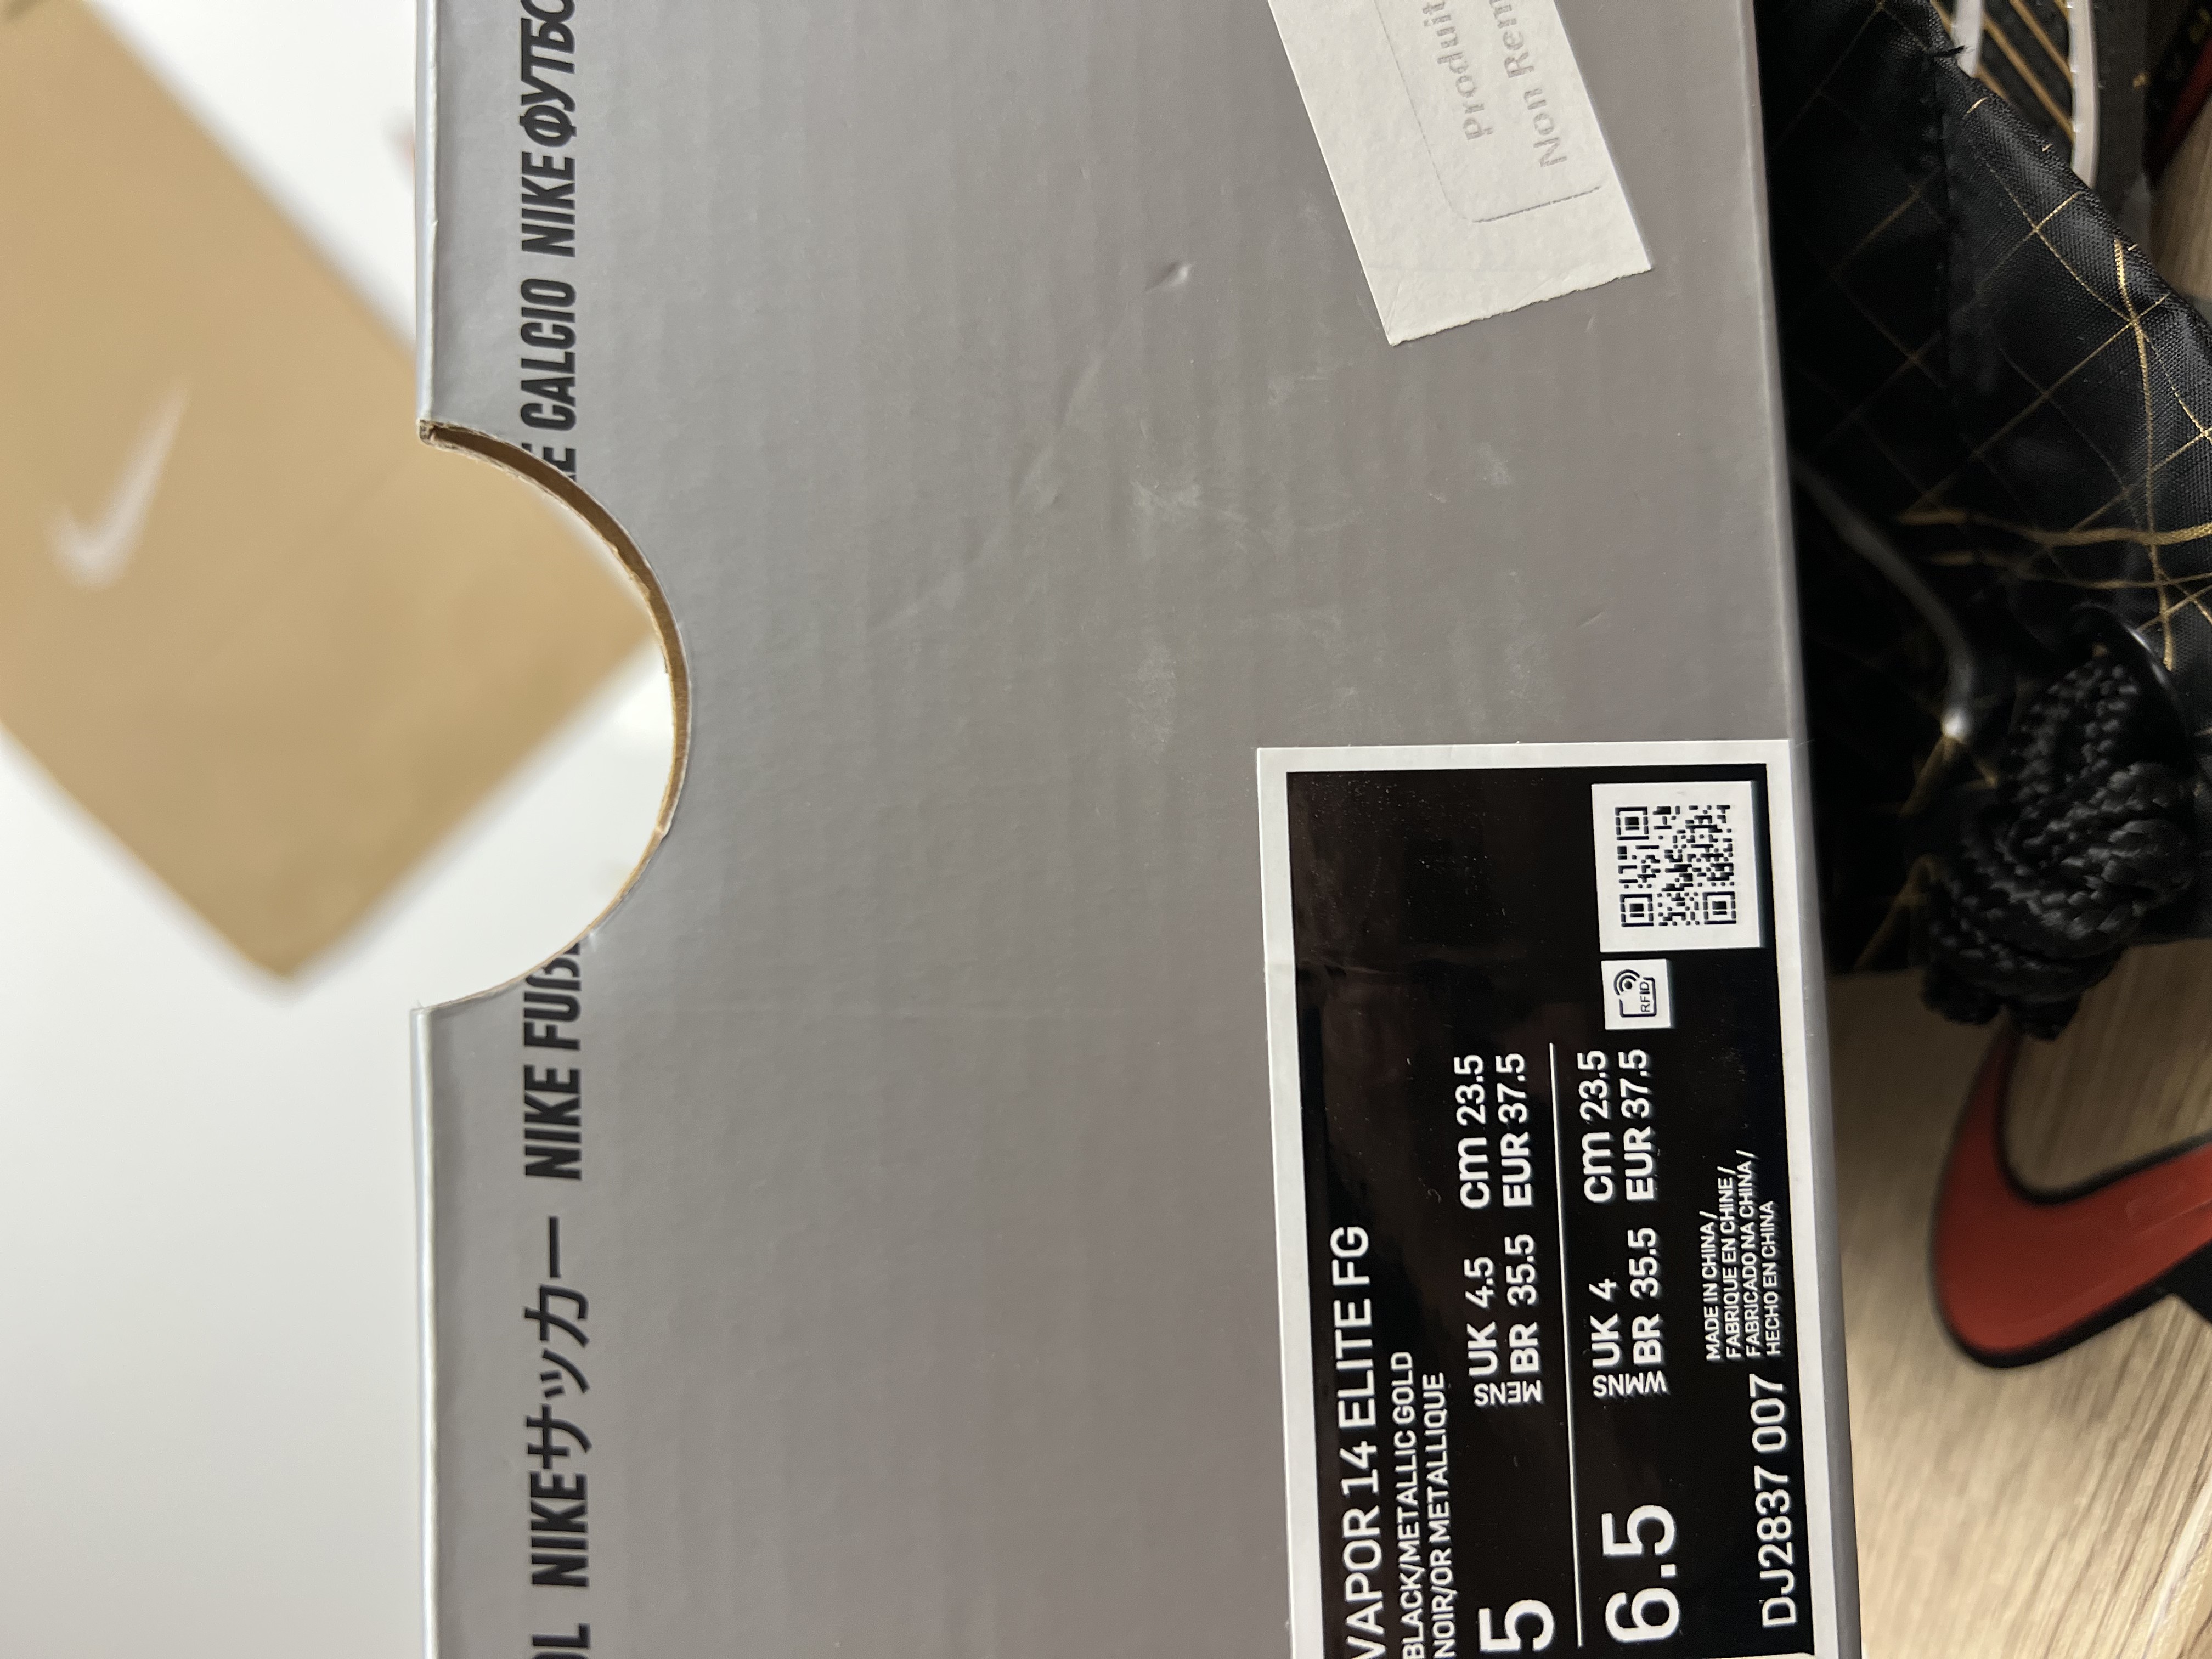 OL NIKEサッカー NIKE FUß
E CALCIO NIKE ФУТБО
VAPOR 14 ELITE FG
BLACK/METALLIC GOLD
NOIR/OR METALLIQUE
5 MENS UK 4.5 cm 23.5
BR 35.5 EUR 37.5
6.5 WMNS UK 4 cm 23.5
BR 35.5 EUR 37.5
RFID
MADE IN CHINA /
FABRIQUE EN CHINE /
FABRICADO NA CHINA /
HECHO EN CHINA
DJ2837 007
Produit
Non Rem